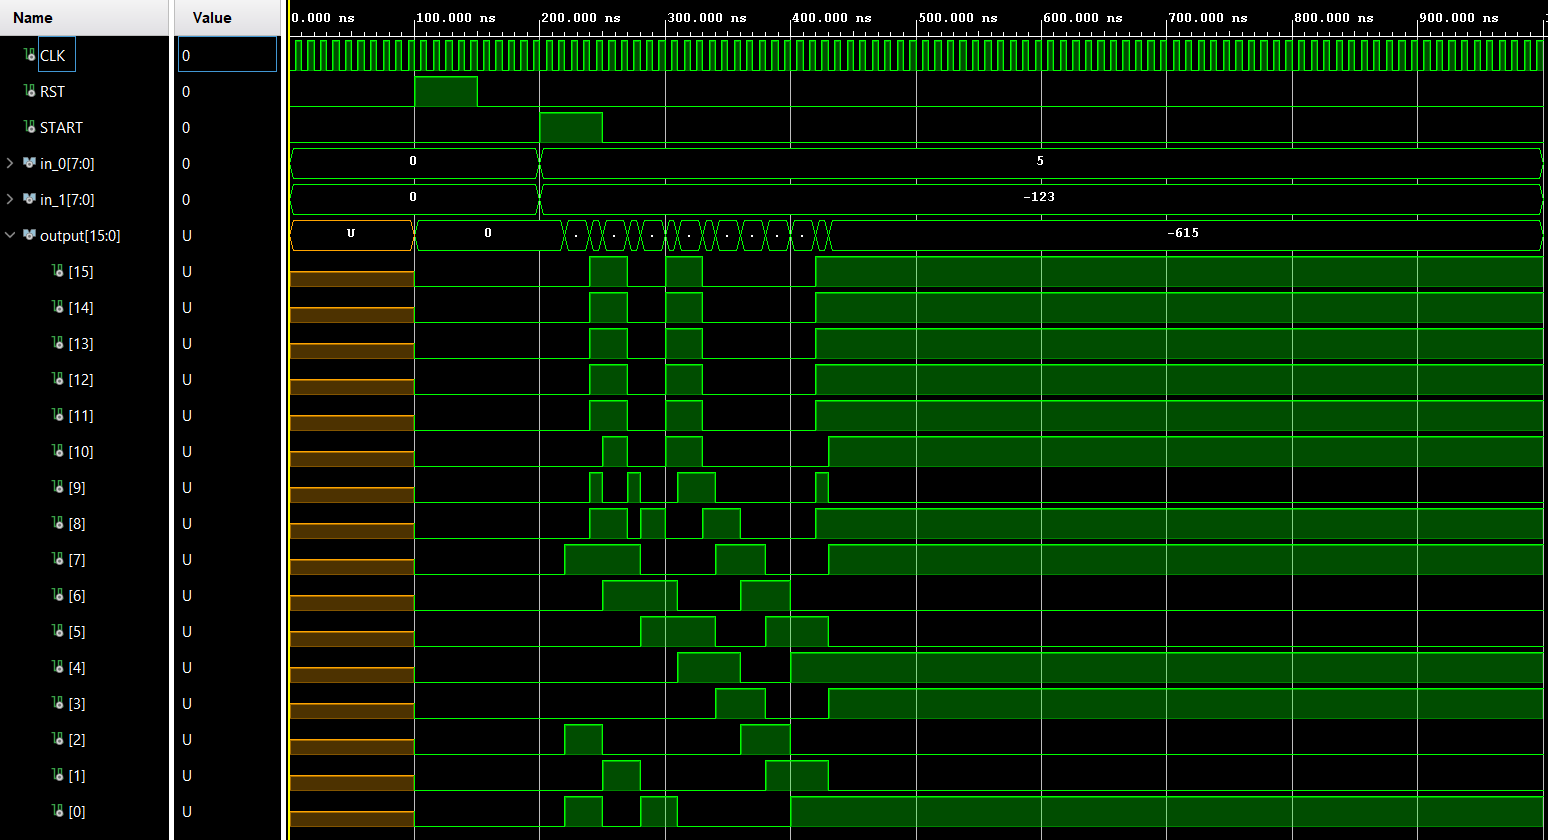 Name Value 0.000 ns 100.000 ns 200.000 ns 300.000 ns 400.000 ns 500.000 ns 600.000 ns 700.000 ns 800.000 ns 900.000 ns
CLK 0
RST 0
START 0
in_0[7:0] 0 0 5
in_1[7:0] 0 0 -123
output[15:0] U U 0 . . . . . . . . -615
[15] U
[14] U
[13] U
[12] U
[11] U
[10] U
[9] U
[8] U
[7] U
[6] U
[5] U
[4] U
[3] U
[2] U
[1] U
[0] U